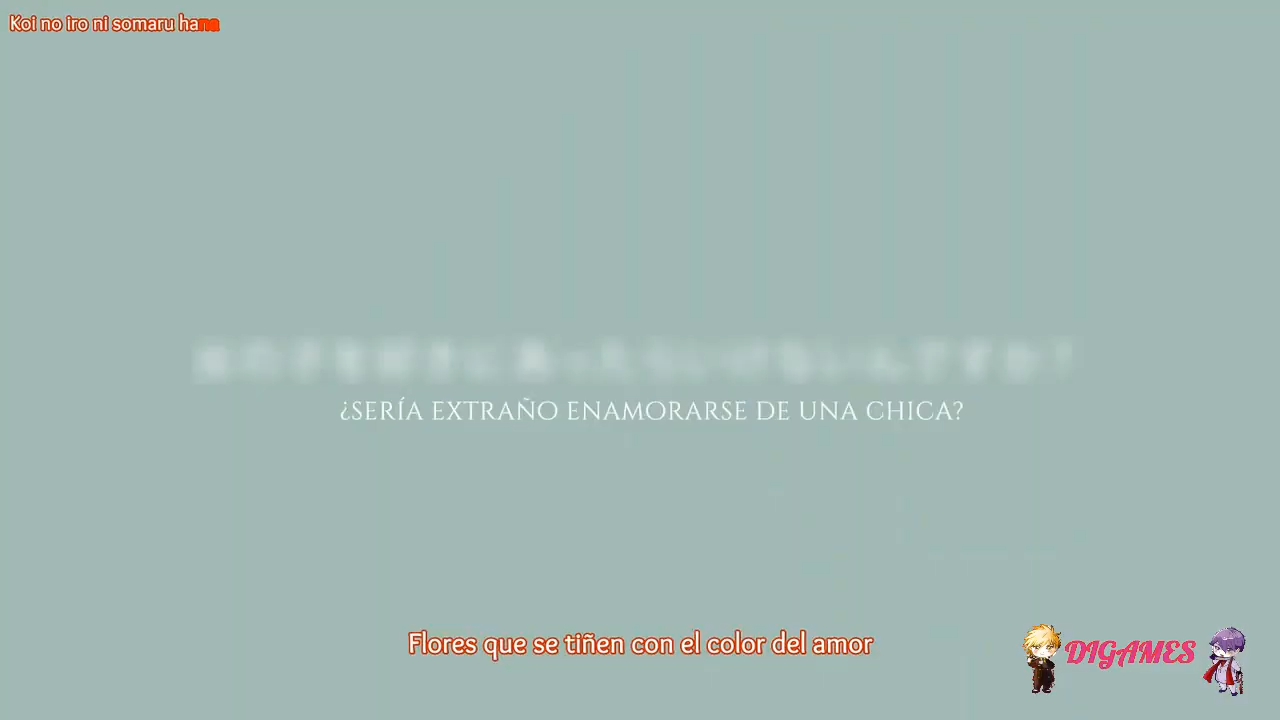 Koi no iro ni somaru hana
¿SERÍA EXTRAÑO ENAMORARSE DE UNA CHICA?
Flores que se tiñen con el color del amor
DIGAMES